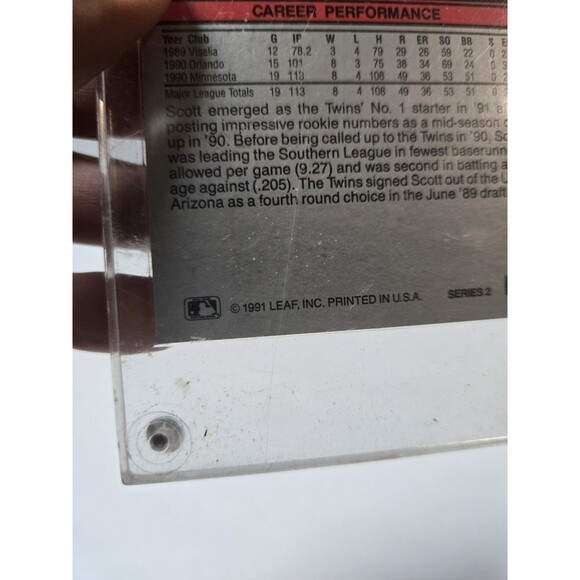 CAREER PERFORMANCE
Year Club G IP W L H R ER SO BB S
1989 Visalia 12 78.2 3 4 79 29 26 59 22 0
1990 Orlando 15 101 8 3 75 38 34 69 24 0
1990 Minnesota 19 113 8 4 108 49 36 53 51 0
Major League Totals 19 113 8 4 108 49 36 53 51 0
Scott emerged as the Twins' No. 1 starter in '91 a
posting impressive rookie numbers as a mid-season
up in '90. Before being called up to the Twins in '90, Sc
was leading the Southern League in fewest baserun
allowed per game (9.27) and was second in batting a
age against (.205). The Twins signed Scott out of the U
Arizona as a fourth round choice in the June '89 draft
© 1991 LEAF, INC. PRINTED IN U.S.A. SERIES 2